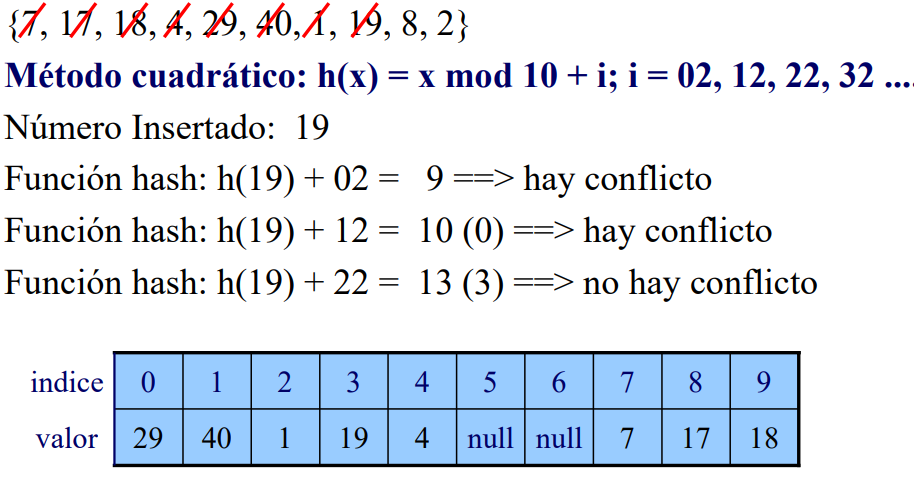 {7, 17, 18, 4, 29, 40, 1, 19, 8, 2}
Método cuadrático: h(x) = x mod 10 + i; i = 02, 12, 22, 32 ....
Número Insertado: 19
Función hash: h(19) + 02 = 9 ==> hay conflicto
Función hash: h(19) + 12 = 10 (0) ==> hay conflicto
Función hash: h(19) + 22 = 13 (3) ==> no hay conflicto
indice 0 1 2 3 4 5 6 7 8 9
valor 29 40 1 19 4 null null 7 17 18